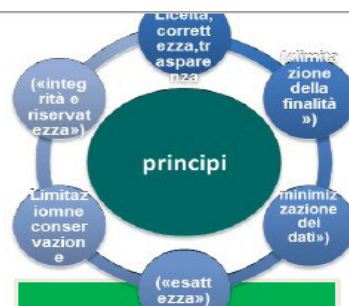 Liceità,
corrett
ezza,tr
aspare
nza
(«limita
zione
della
finalità
»)
minimiz
zazione
dei
dati»)
(«esatt
ezza»)
Limitaz
iomne
conser
vazion
e
(«integ
rità e
riservat
ezza»)
principi